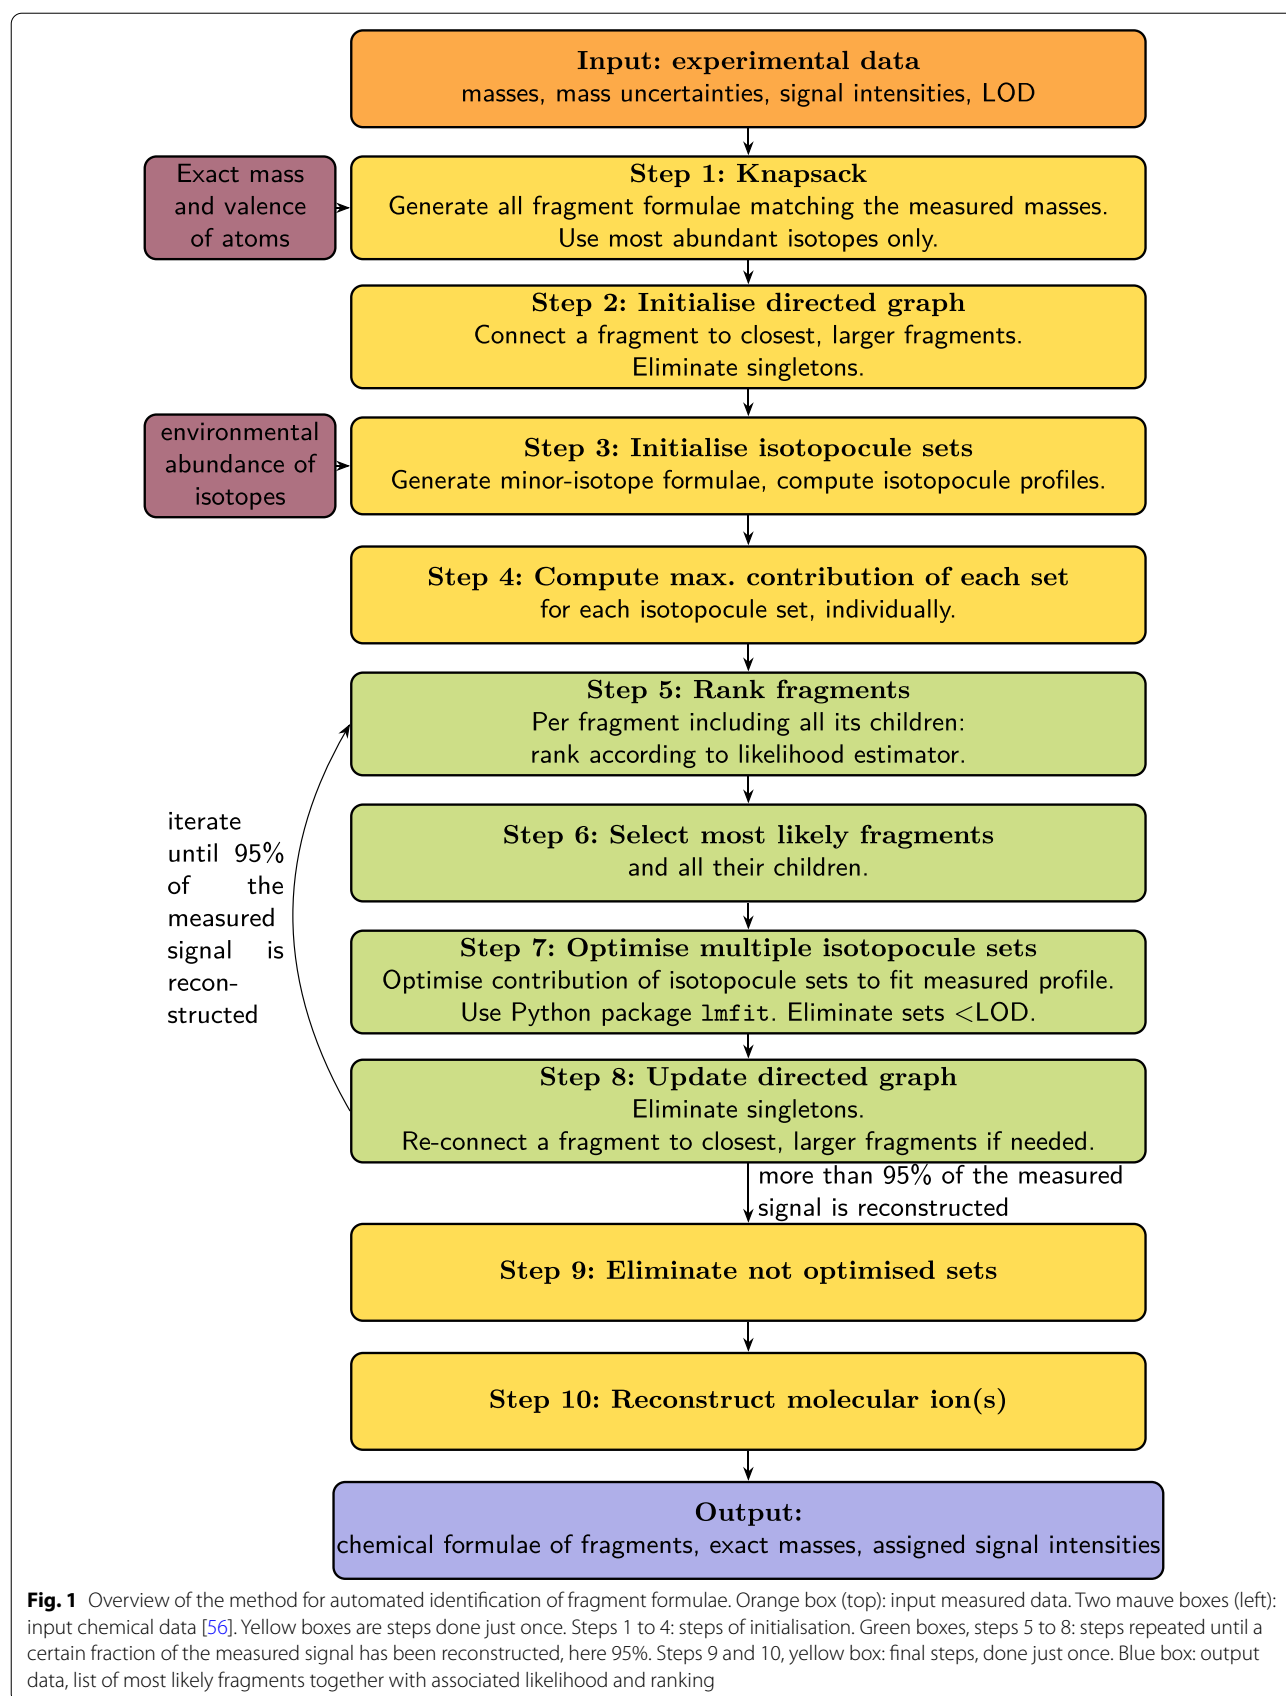 Input: experimental data
masses, mass uncertainties, signal intensities, LOD
Exact mass
and valence
of atoms
Step 1: Knapsack
Generate all fragment formulae matching the measured masses.
Use most abundant isotopes only.
Step 2: Initialise directed graph
Connect a fragment to closest, larger fragments.
Eliminate singletons.
environmental
abundance of
isotopes
Step 3: Initialise isotopocule sets
Generate minor-isotope formulae, compute isotopocule profiles.
Step 4: Compute max. contribution of each set
for each isotopocule set, individually.
Step 5: Rank fragments
Per fragment including all its children:
rank according to likelihood estimator.
iterate
until 95%
of the
measured
signal is
recon-
structed
Step 6: Select most likely fragments
and all their children.
Step 7: Optimise multiple isotopocule sets
Optimise contribution of isotopocule sets to fit measured profile.
Use Python package lmfit. Eliminate sets <LOD.
Step 8: Update directed graph
Eliminate singletons.
Re-connect a fragment to closest, larger fragments if needed.
more than 95% of the measured
signal is reconstructed
Step 9: Eliminate not optimised sets
Step 10: Reconstruct molecular ion(s)
Output:
chemical formulae of fragments, exact masses, assigned signal intensities
Fig. 1 Overview of the method for automated identification of fragment formulae. Orange box (top): input measured data. Two mauve boxes (left):
input chemical data [56]. Yellow boxes are steps done just once. Steps 1 to 4: steps of initialisation. Green boxes, steps 5 to 8: steps repeated until a
certain fraction of the measured signal has been reconstructed, here 95%. Steps 9 and 10, yellow box: final steps, done just once. Blue box: output
data, list of most likely fragments together with associated likelihood and ranking